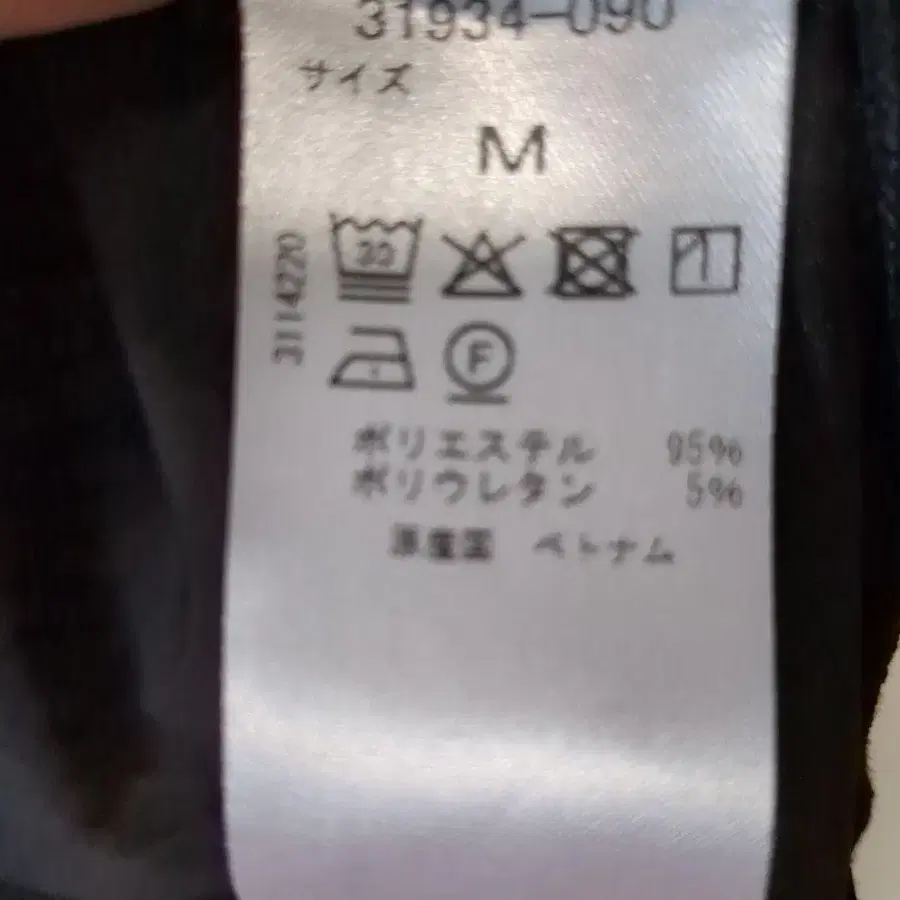 31934-090
サイズ
M
3114220
30
F
ポリエステル 95%
ポリウレタン 5%
原産国 ベトナム